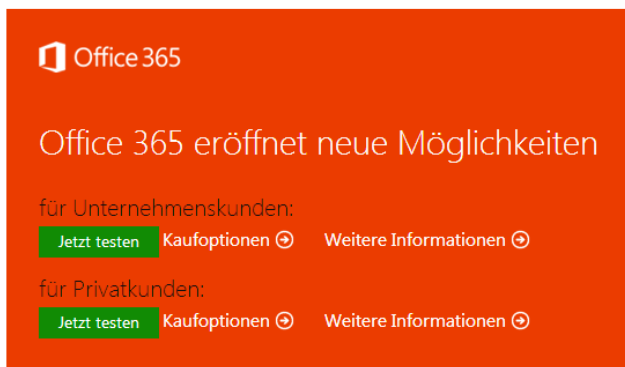 Office 365
Office 365 eröffnet neue Möglichkeiten
für Unternehmenskunden:
Jetzt testen Kaufoptionen Weitere Informationen
für Privatkunden:
Jetzt testen Kaufoptionen Weitere Informationen